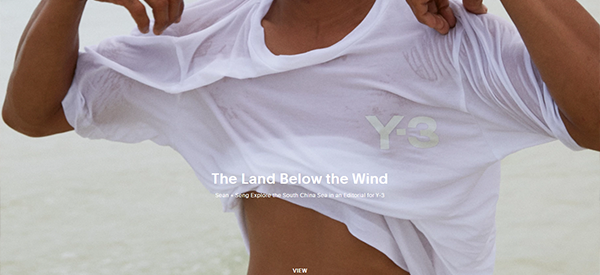 Y-3
The Land Below the Wind
Sean + Seng Explore the South China Sea in an Editorial for Y-3
VIEW